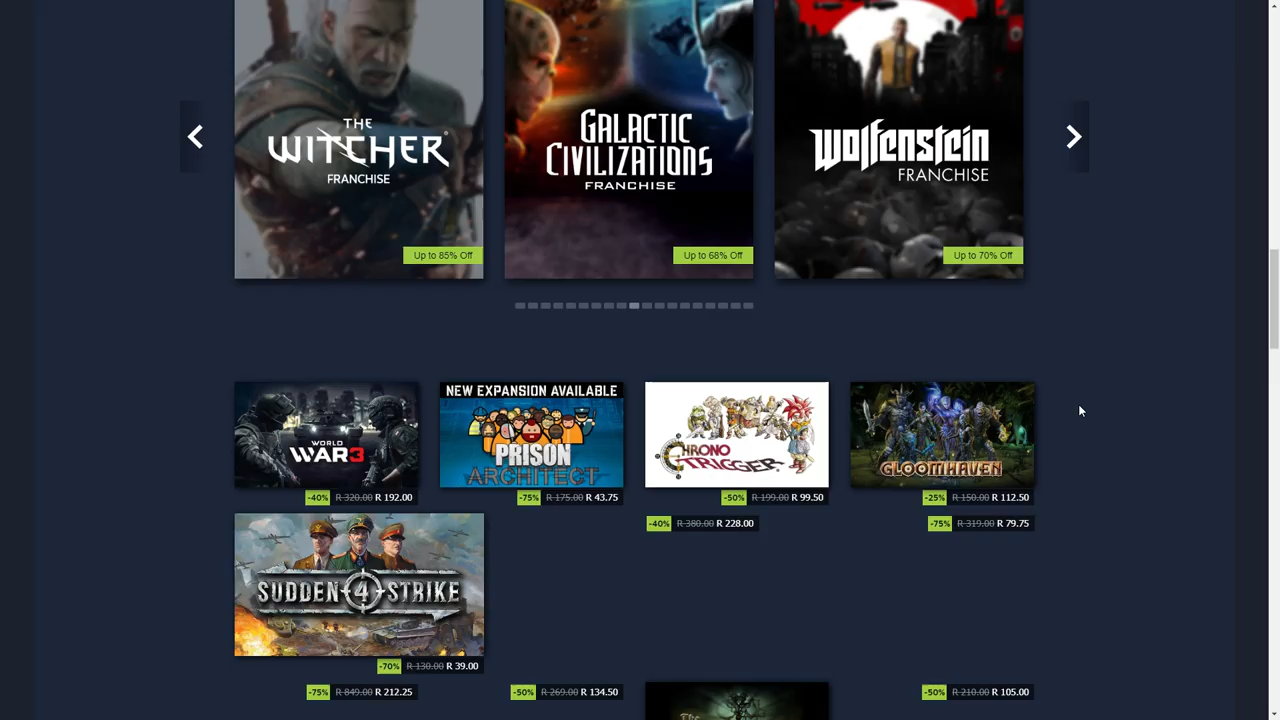 THE
WITCHER
FRANCHISE
Up to 85% Off
GALACTIC
CIVILIZATIONS
FRANCHISE
Up to 68% Off
Wolfenstein
FRANCHISE
Up to 70% Off
WORLD
WAR3
-40% R 320.00 R 192.00
NEW EXPANSION AVAILABLE
PRISON
ARCHITECT
-75% R 175.00 R 43.75
CHRONO
TRIGGER
-50% R 199.00 R 99.50
GLOOMHAVEN
-25% R 150.00 R 112.50
-40% R 380.00 R 228.00
-75% R 319.00 R 79.75
SUDDEN 4 STRIKE
-70% R 130.00 R 39.00
-75% R 849.00 R 212.25
-50% R 269.00 R 134.50
-50% R 210.00 R 105.00